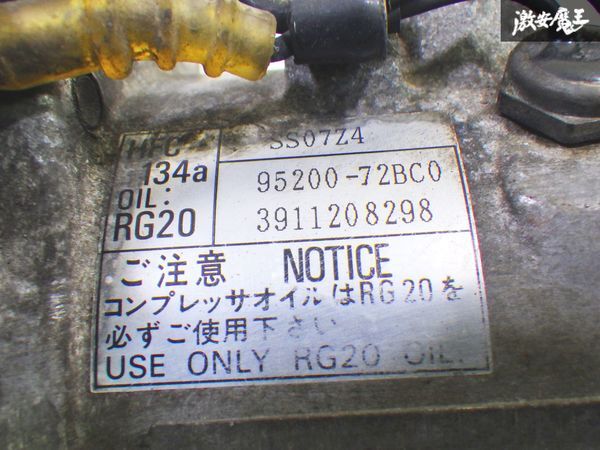 激安魔王
HFC
134a
OIL:
RG20
SS07Z4
95200-72BC0
3911208298
ご注意 NOTICE
コンプレッサオイルはRG20を
必ずご使用下さい
USE ONLY RG20 OIL.